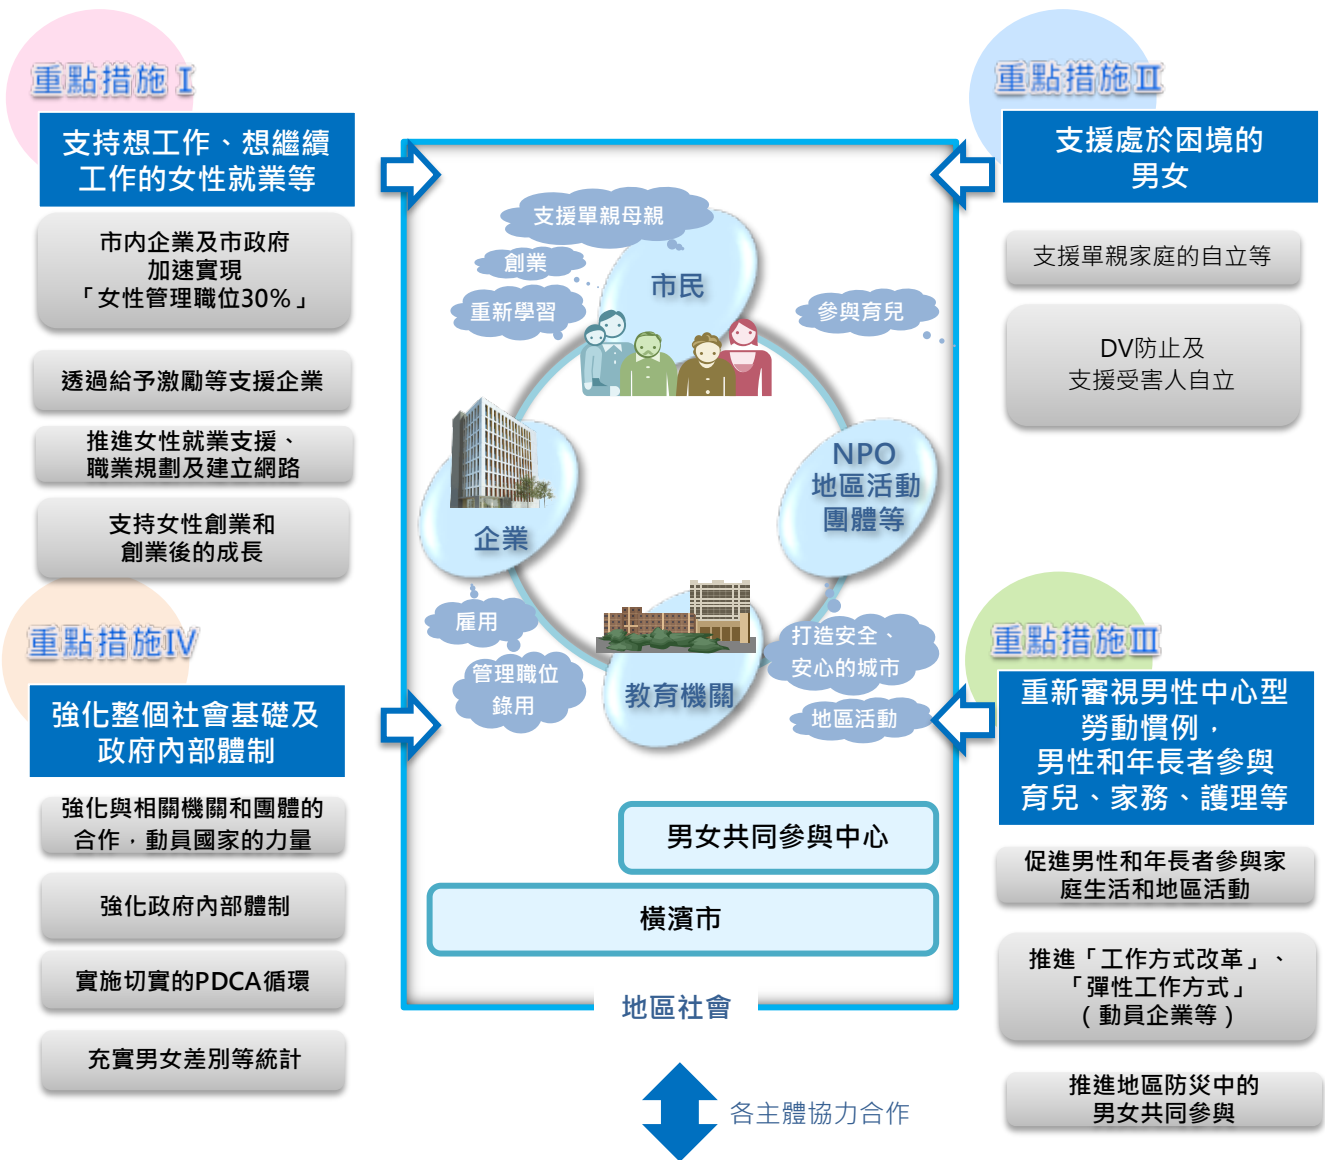 重點措施 I
支持想工作、想繼續
工作的女性就業等
市内企業及市政府
加速實現
「女性管理職位30%」
透過給予激勵等支援企業
推進女性就業支援、
職業規劃及建立網路
支持女性創業和
創業後的成長
重點措施II
支援處於困境的
男女
支援單親家庭的自立等
DV防止及
支援受害人自立
支援單親母親
創業
重新學習
市民
參與育兒
企業
NPO
地區活動
團體等
雇用
管理職位
錄用
教育機關
打造安全、
安心的城市
地區活動
男女共同參與中心
橫濱市
地區社會
各主體協力合作
重點措施IV
強化整個社會基礎及
政府內部體制
強化與相關機關和團體的
合作，動員國家的力量
強化政府內部體制
實施切實的PDCA循環
充實男女差別等統計
重點措施III
重新審視男性中心型
勞動慣例，
男性和年長者參與
育兒、家務、護理等
促進男性和年長者參與家
庭生活和地區活動
推進「工作方式改革」、
「彈性工作方式」
(動員企業等)
推進地區防災中的
男女共同參與